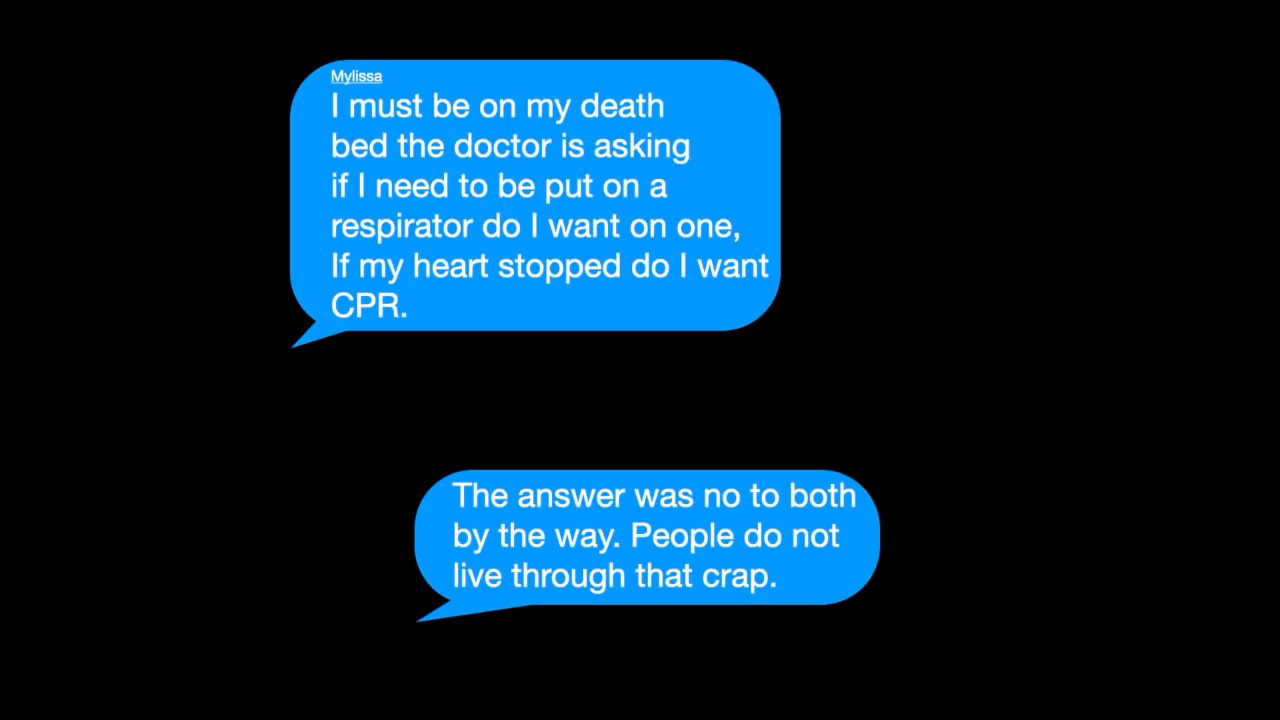 Mylissa
I must be on my death
bed the doctor is asking
if I need to be put on a
respirator do I want on one,
If my heart stopped do I want
CPR.
The answer was no to both
by the way. People do not
live through that crap.